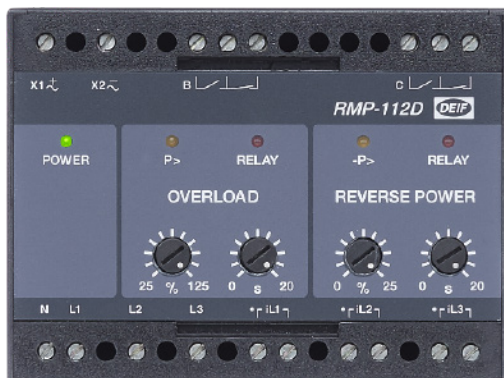 X1 X2 B C
RMP-112D DEIF
POWER P> RELAY -P> RELAY
OVERLOAD REVERSE POWER
25 % 125 0 s 20 0 % 25 0 s 20
N L1 L2 L3 iL1 iL2 iL3